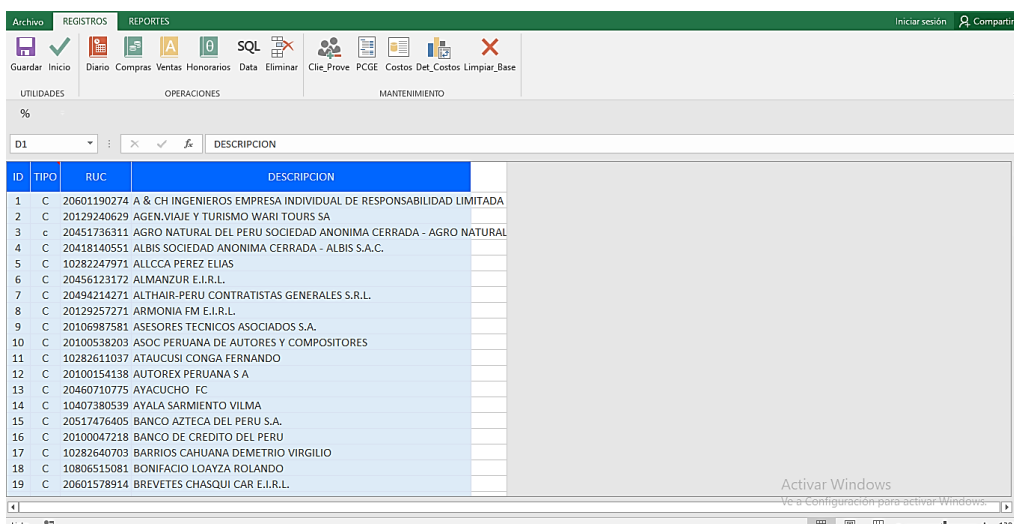 Archivo REGISTROS REPORTES Iniciar sesión Compartir
Guardar Inicio Diario Compras Ventas Honorarios SQL Data Eliminar Clie_Prove PCGE Costos Det_Costos Limpiar_Base
UTILIDADES OPERACIONES MANTENIMIENTO
%
D1 fx DESCRIPCION
ID TIPO RUC DESCRIPCION
1 C 20601190274 A & CH INGENIEROS EMPRESA INDIVIDUAL DE RESPONSABILIDAD LIMITADA
2 C 20129240629 AGEN.VIAJE Y TURISMO WARI TOURS SA
3 c 20451736311 AGRO NATURAL DEL PERU SOCIEDAD ANONIMA CERRADA - AGRO NATURAL
4 C 20418140551 ALBIS SOCIEDAD ANONIMA CERRADA - ALBIS S.A.C.
5 C 10282247971 ALLCCA PEREZ ELIAS
6 C 20456123172 ALMANZUR E.I.R.L.
7 C 20494214271 ALTHAIR-PERU CONTRATISTAS GENERALES S.R.L.
8 C 20129257271 ARMONIA FM E.I.R.L.
9 C 20106987581 ASESORES TECNICOS ASOCIADOS S.A.
10 C 20100538203 ASOC PERUANA DE AUTORES Y COMPOSITORES
11 C 10282611037 ATAUCUSI CONGA FERNANDO
12 C 20100154138 AUTOREX PERUANA S A
13 C 20460710775 AYACUCHO FC
14 C 10407380539 AYALA SARMIENTO VILMA
15 C 20517476405 BANCO AZTECA DEL PERU S.A.
16 C 20100047218 BANCO DE CREDITO DEL PERU
17 C 10282640703 BARRIOS CAHUANA DEMETRIO VIRGILIO
18 C 10806515081 BONIFACIO LOAYZA ROLANDO
19 C 20601578914 BREVETES CHASQUI CAR E.I.R.L.
Activar Windows
Ve a Configuración para activar Windows.